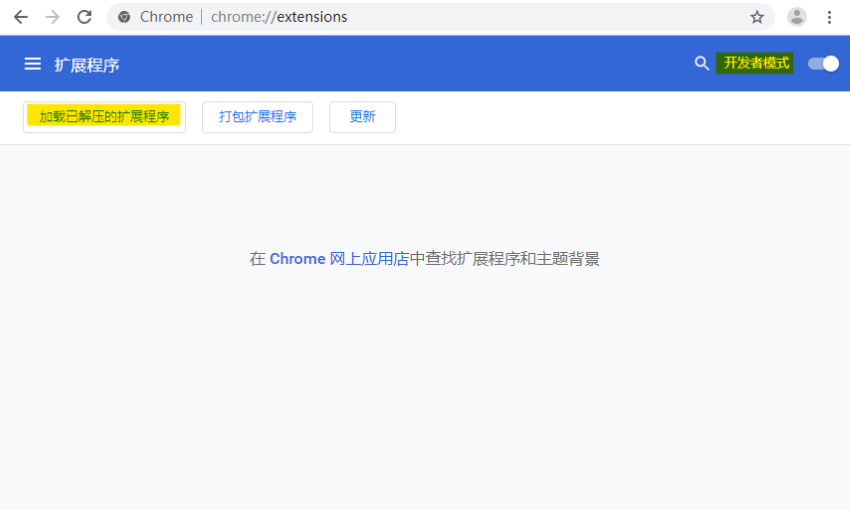 Chrome | chrome://extensions
扩展程序 开发者模式
加载已解压的扩展程序 打包扩展程序 更新
在 Chrome 网上应用店中查找扩展程序和主题背景